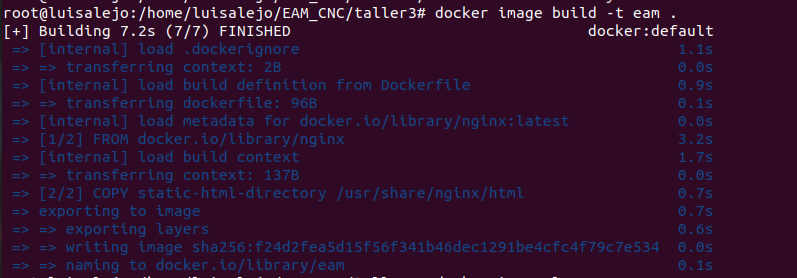 root@luisalejo:/home/luisalejo/EAM_CNC/taller3# docker image build -t eam .
[+] Building 7.2s (7/7) FINISHED docker:default
=> [internal] load .dockerignore 1.1s
=> => transferring context: 2B 0.0s
=> [internal] load build definition from Dockerfile 0.9s
=> => transferring dockerfile: 96B 0.1s
=> [internal] load metadata for docker.io/library/nginx:latest 0.0s
=> [1/2] FROM docker.io/library/nginx 3.2s
=> [internal] load build context 1.7s
=> => transferring context: 137B 0.0s
=> [2/2] COPY static-html-directory /usr/share/nginx/html 0.7s
=> exporting to image 0.7s
=> => exporting layers 0.6s
=> => writing image sha256:f24d2fea5d15f56f341b46dec1291be4cfc4f79c7e534 0.0s
=> => naming to docker.io/library/eam 0.1s